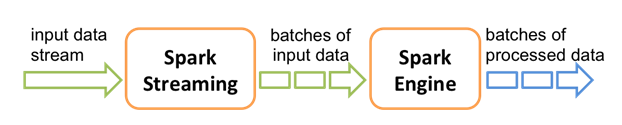 input data
stream
Spark
Streaming
batches of
input data
Spark
Engine
batches of
processed data